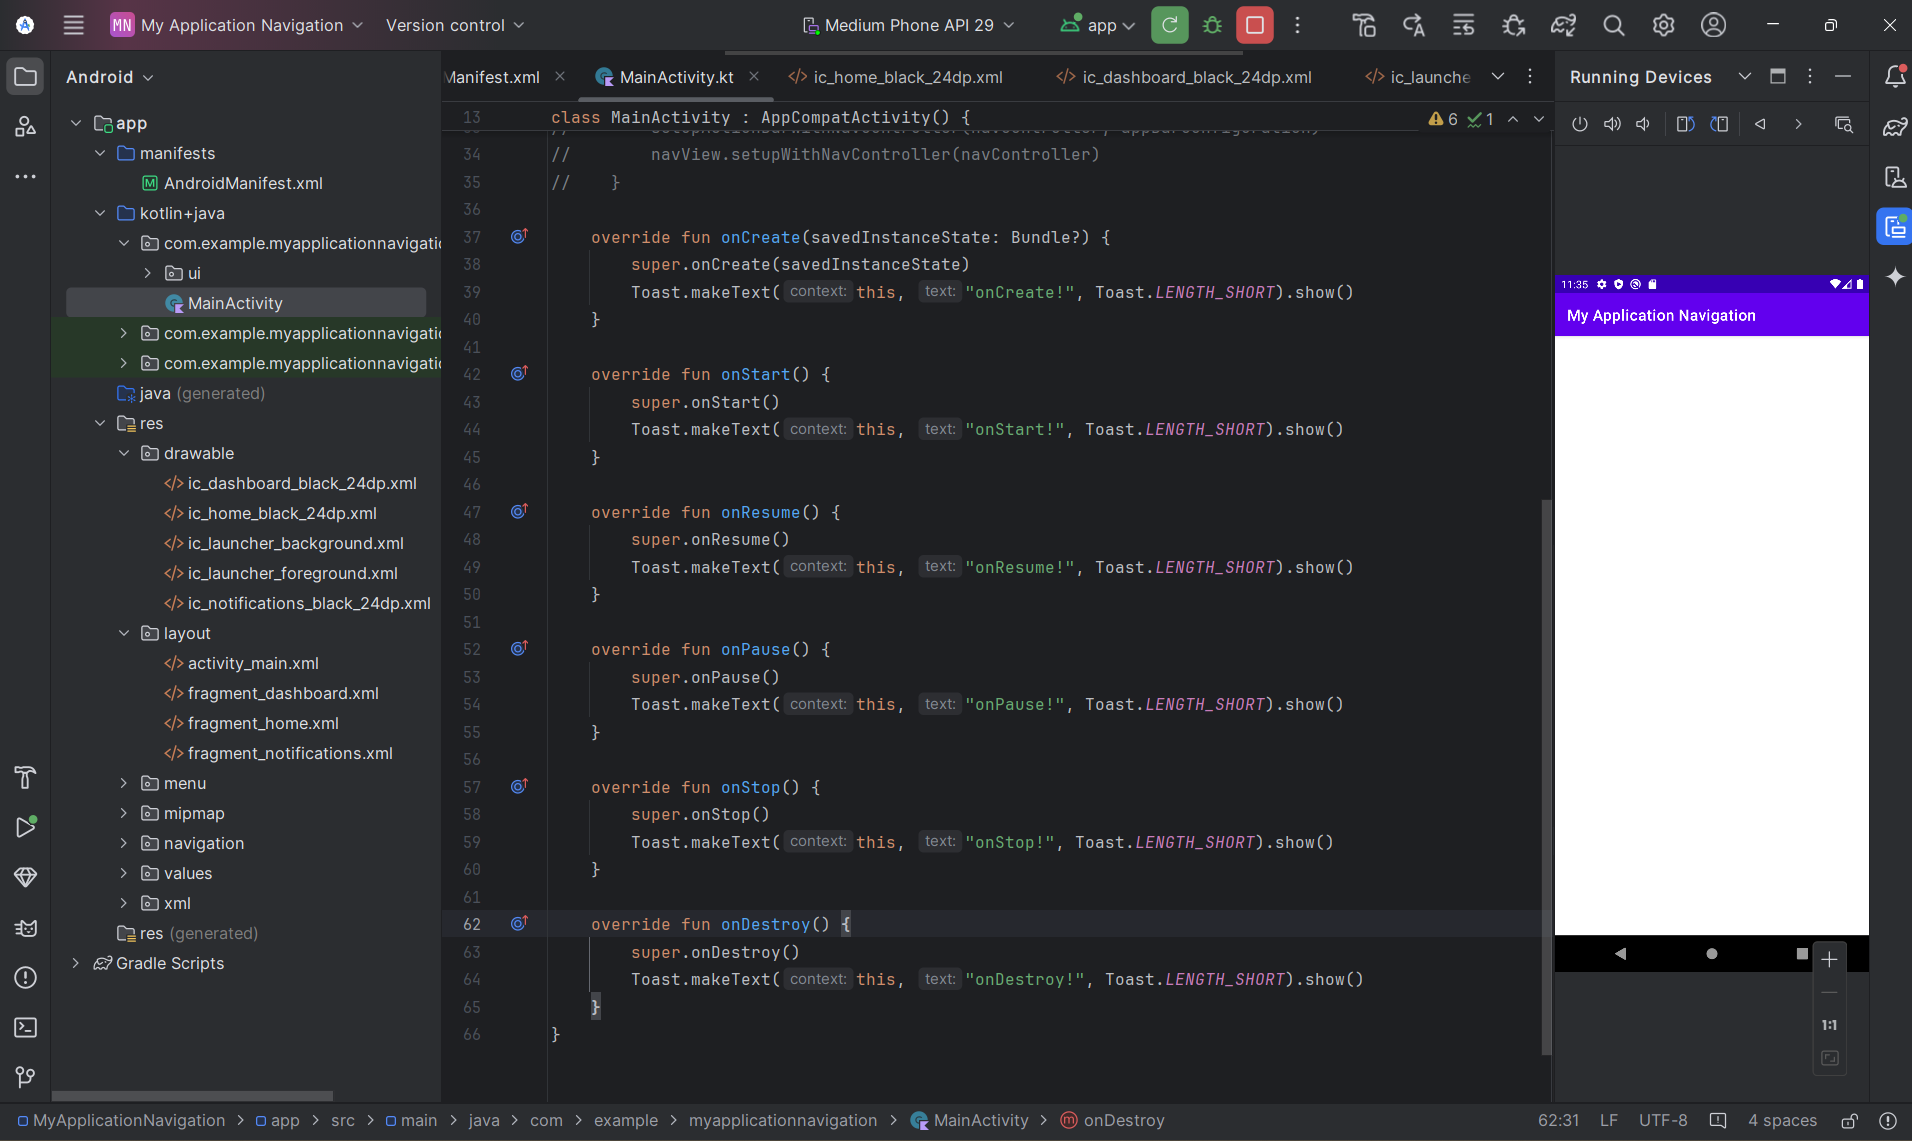 MN My Application Navigation Version control Medium Phone API 29 app
Android
app
manifests
AndroidManifest.xml
kotlin+java
com.example.myapplicationnavigati
ui
MainActivity
com.example.myapplicationnavigati
com.example.myapplicationnavigati
java (generated)
res
drawable
ic_dashboard_black_24dp.xml
ic_home_black_24dp.xml
ic_launcher_background.xml
ic_launcher_foreground.xml
ic_notifications_black_24dp.xml
layout
activity_main.xml
fragment_dashboard.xml
fragment_home.xml
fragment_notifications.xml
menu
mipmap
navigation
values
xml
res (generated)
Gradle Scripts
Manifest.xml MainActivity.kt ic_home_black_24dp.xml ic_dashboard_black_24dp.xml ic_launche
13 class MainActivity : AppCompatActivity() { 6 1
34 // navView.setupWithNavController(navController)
35 // }
36
37 override fun onCreate(savedInstanceState: Bundle?) {
38 super.onCreate(savedInstanceState)
39 Toast.makeText( context: this, text: "onCreate!", Toast.LENGTH_SHORT).show()
40 }
41
42 override fun onStart() {
43 super.onStart()
44 Toast.makeText( context: this, text: "onStart!", Toast.LENGTH_SHORT).show()
45 }
46
47 override fun onResume() {
48 super.onResume()
49 Toast.makeText( context: this, text: "onResume!", Toast.LENGTH_SHORT).show()
50 }
51
52 override fun onPause() {
53 super.onPause()
54 Toast.makeText( context: this, text: "onPause!", Toast.LENGTH_SHORT).show()
55 }
56
57 override fun onStop() {
58 super.onStop()
59 Toast.makeText( context: this, text: "onStop!", Toast.LENGTH_SHORT).show()
60 }
61
62 override fun onDestroy() {
63 super.onDestroy()
64 Toast.makeText( context: this, text: "onDestroy!", Toast.LENGTH_SHORT).show()
65 }
66 }
Running Devices
11:35
My Application Navigation
1:1
MyApplicationNavigation > app > src > main > java > com > example > myapplicationnavigation > MainActivity > onDestroy 62:31 LF UTF-8 4 spaces